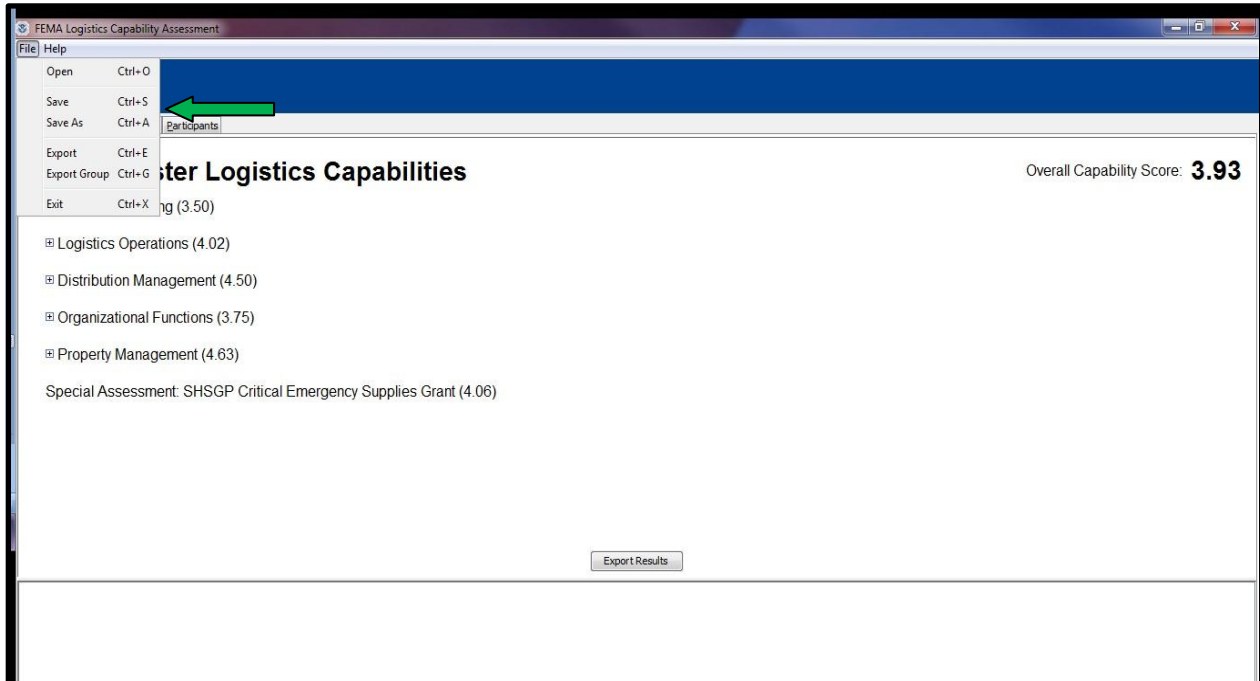 FEMA Logistics Capability Assessment
File Help
Open Ctrl+O
Save Ctrl+S
Save As Ctrl+A
Participants
Export Ctrl+E
Export Group Ctrl+G
Exit Ctrl+X
ster Logistics Capabilities
Overall Capability Score: 3.93
ng (3.50)
Logistics Operations (4.02)
Distribution Management (4.50)
Organizational Functions (3.75)
Property Management (4.63)
Special Assessment: SHSGP Critical Emergency Supplies Grant (4.06)
Export Results